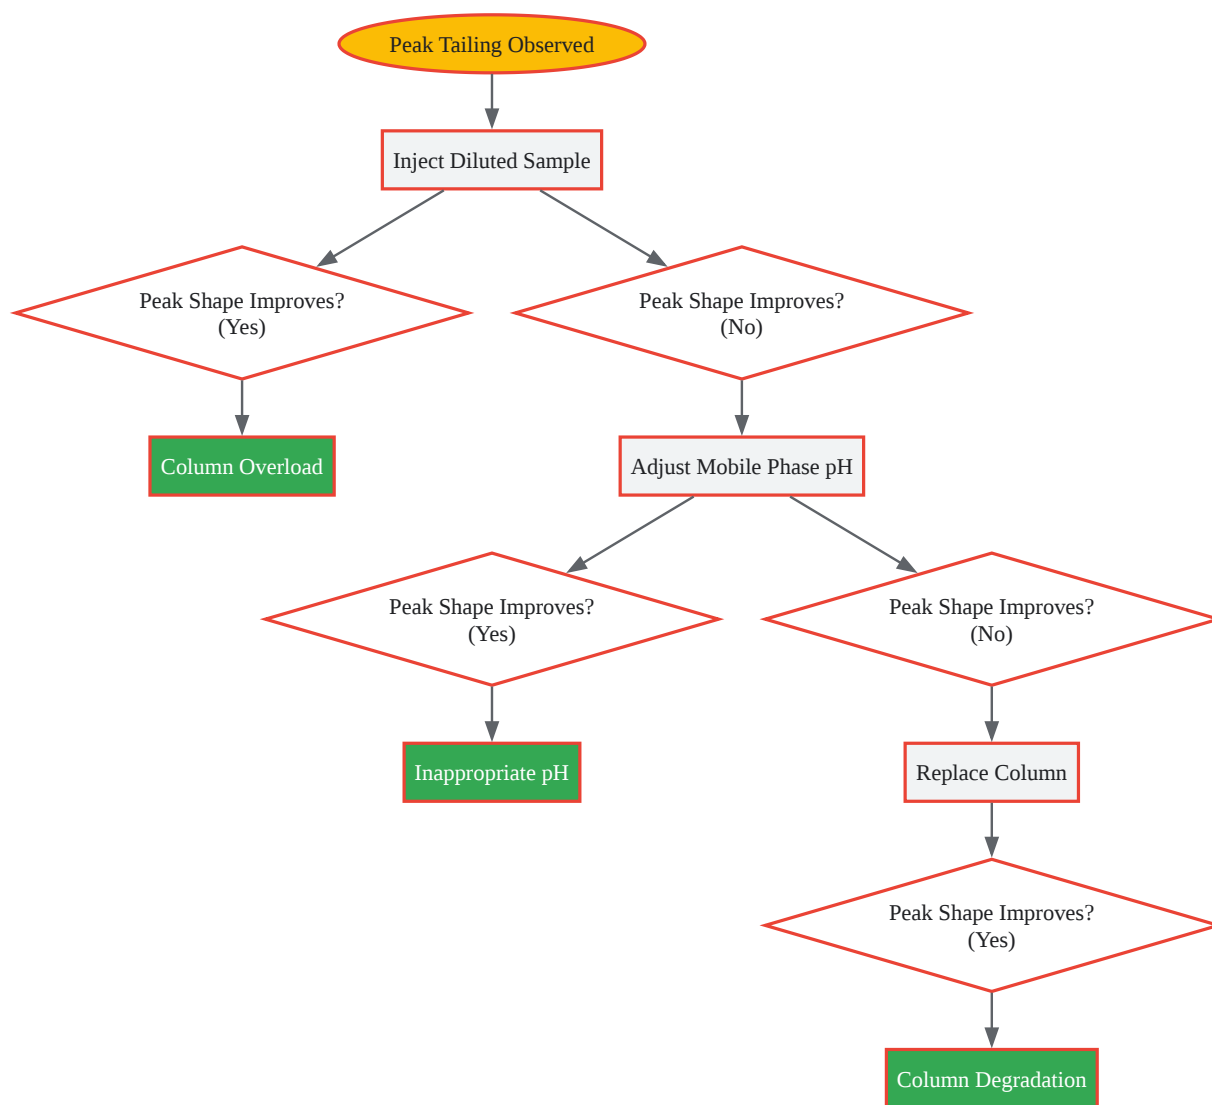 Peak Tailing Observed
Inject Diluted Sample
Peak Shape Improves?
(Yes)
Peak Shape Improves?
(No)
Column Overload
Adjust Mobile Phase pH
Peak Shape Improves?
(Yes)
Peak Shape Improves?
(No)
Inappropriate pH
Replace Column
Peak Shape Improves?
(Yes)
Column Degradation